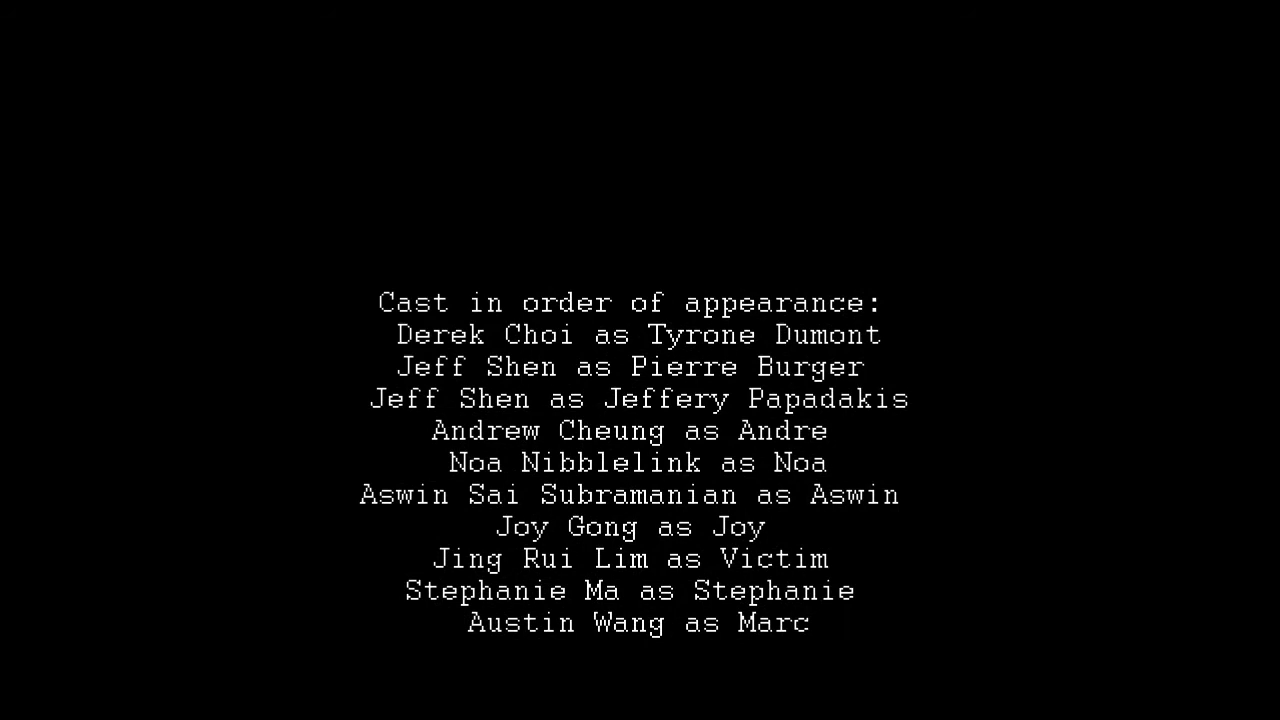 Cast in order of appearance:
Derek Choi as Tyrone Dumont
Jeff Shen as Pierre Burger
Jeff Shen as Jeffery Papadakis
Andrew Cheung as Andre
Noa Nibblelink as Noa
Aswin Sai Subramanian as Aswin
Joy Gong as Joy
Jing Rui Lim as Victim
Stephanie Ma as Stephanie
Austin Wang as Marc